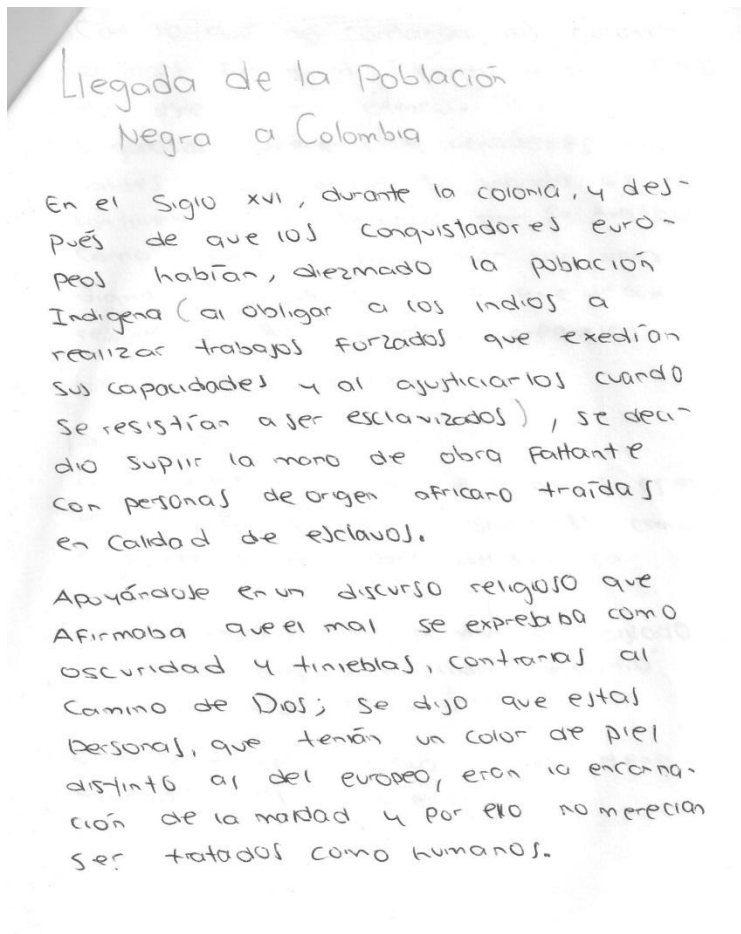 Llegada de la Población
Negra a Colombia
En el Siglo XVI, durante la colonia, y des-
pués de que los conquistadores euro-
peos habían, diezmado la población
Indígena (al obligar a los indios a
realizar trabajos forzados que exedían
sus capacidades y al ajusticiarlos cuando
se resistían a ser esclavizados), se deci-
dio suplir la mano de obra faltante
con personas de origen africano traídas
en calidad de esclavos.
Apoyándose en un discurso religioso que
Afirmaba que el mal se expresaba como
oscuridad y tinieblas, contrarias al
Camino de Dios; se dijo que estas
personas, que tenían un color de piel
distinto al del europeo, eran la encarna-
ción de la maldad y por ello no merecían
ser tratados como humanos.